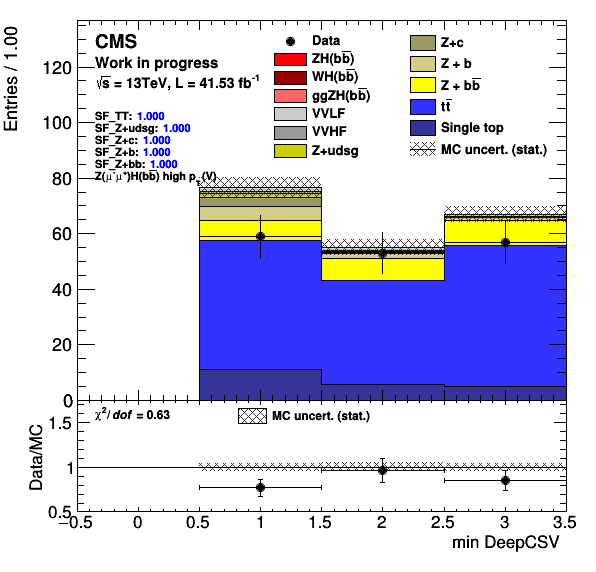 Entries / 1.00
120
100
80
60
40
20
0
CMS
Work in progress
√s = 13TeV, L = 41.53 fb⁻¹
SF_TT: 1.000
SF_Z+udsg: 1.000
SF_Z+c: 1.000
SF_Z+b: 1.000
SF_Z+bb: 1.000
Z(μ⁻μ⁺)H(bb̅) high p_T(V)
Data
ZH(bb̅)
WH(bb̅)
ggZH(bb̅)
VVLF
VVHF
Z+udsg
Z+c
Z + b
Z + bb̅
tt̅
Single top
MC uncert. (stat.)
Data/MC
1.5
1
0.5
χ²/dof = 0.63
MC uncert. (stat.)
−0.5 0 0.5 1 1.5 2 2.5 3 3.5
min DeepCSV